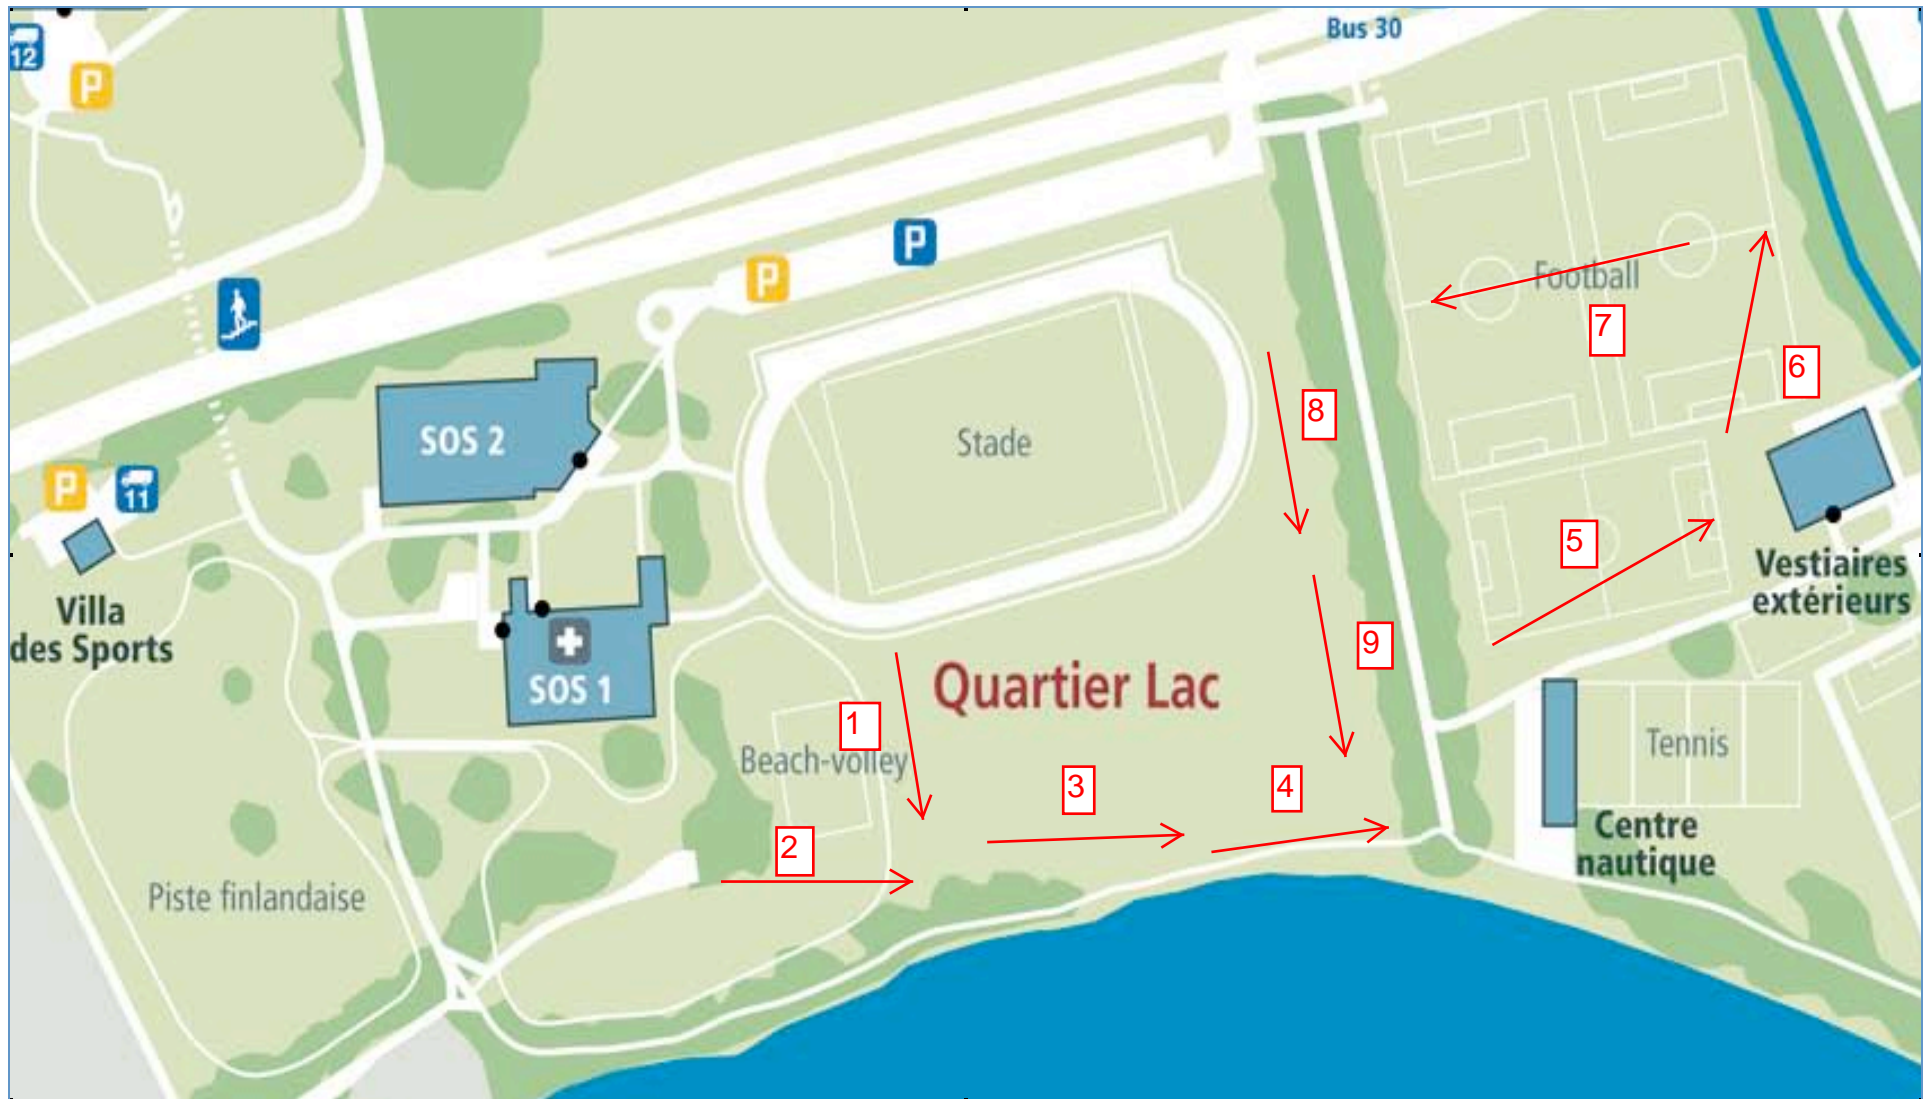 Bus 30
12
P
P
P
Football
7
6
8
SOS 2
Stade
P
11
5
Vestiaires
extérieurs
Villa
des Sports
9
SOS 1
Quartier Lac
1
Beach-volley
Tennis
3
4
2
Centre
nautique
Piste finlandaise